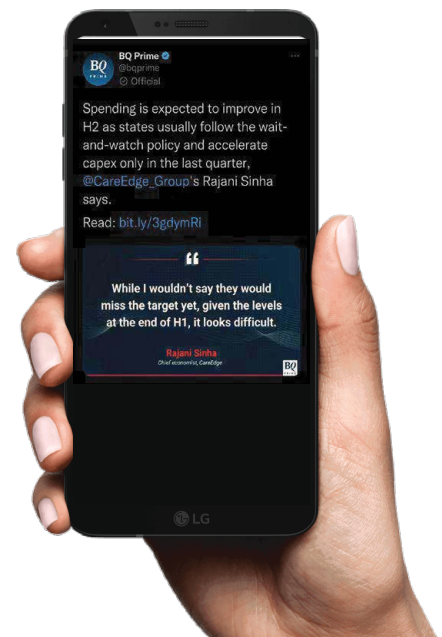 BQ Prime
BQ
PRIME
@bqprime
Official
Spending is expected to improve in
H2 as states usually follow the wait-
and-watch policy and accelerate
capex only in the last quarter,
@CareEdge_Group's Rajani Sinha
says.
Read: bit.ly/3gdymRi
“
While I wouldn't say they would
miss the target yet, given the levels
at the end of H1, it looks difficult.
Rajani Sinha
Chief economist, CareEdge
BQ
PRIME
LG